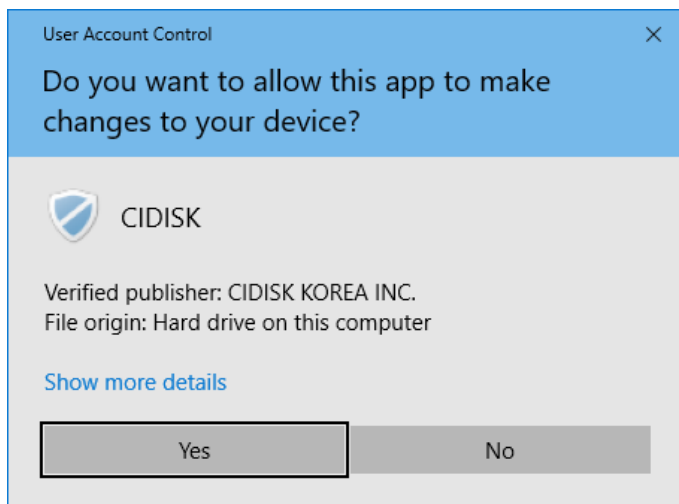 User Account Control
Do you want to allow this app to make
changes to your device?
CIDISK
Verified publisher: CIDISK KOREA INC.
File origin: Hard drive on this computer
Show more details
Yes
No